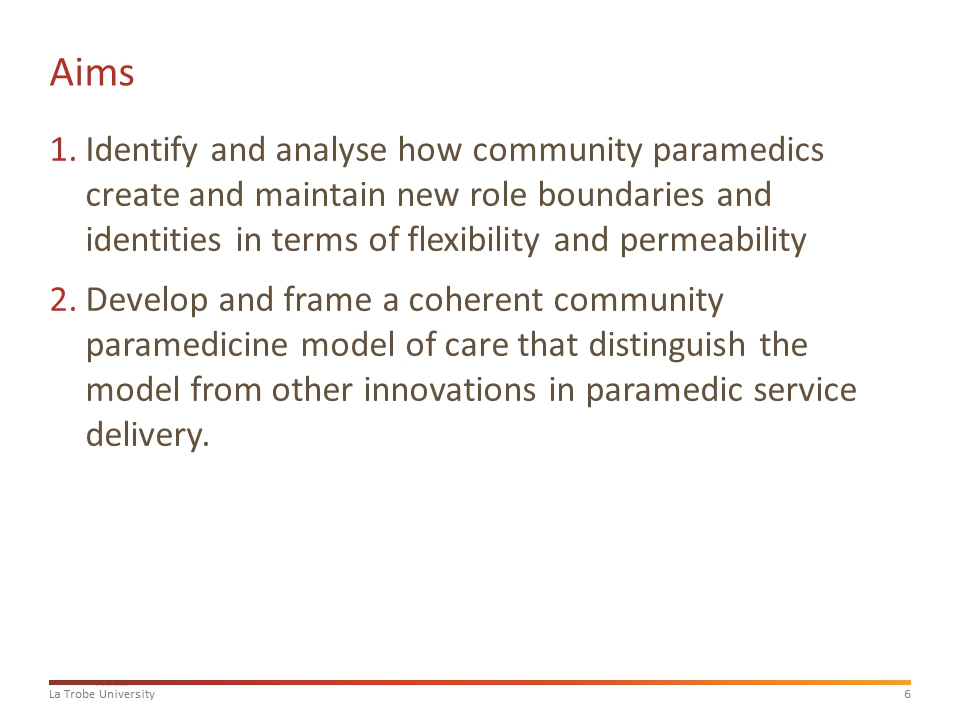 Aims
1. Identify and analyse how community paramedics
create and maintain new role boundaries and
identities in terms of flexibility and permeability
2. Develop and frame a coherent community
paramedicine model of care that distinguish the
model from other innovations in paramedic service
delivery.
La Trobe University 6